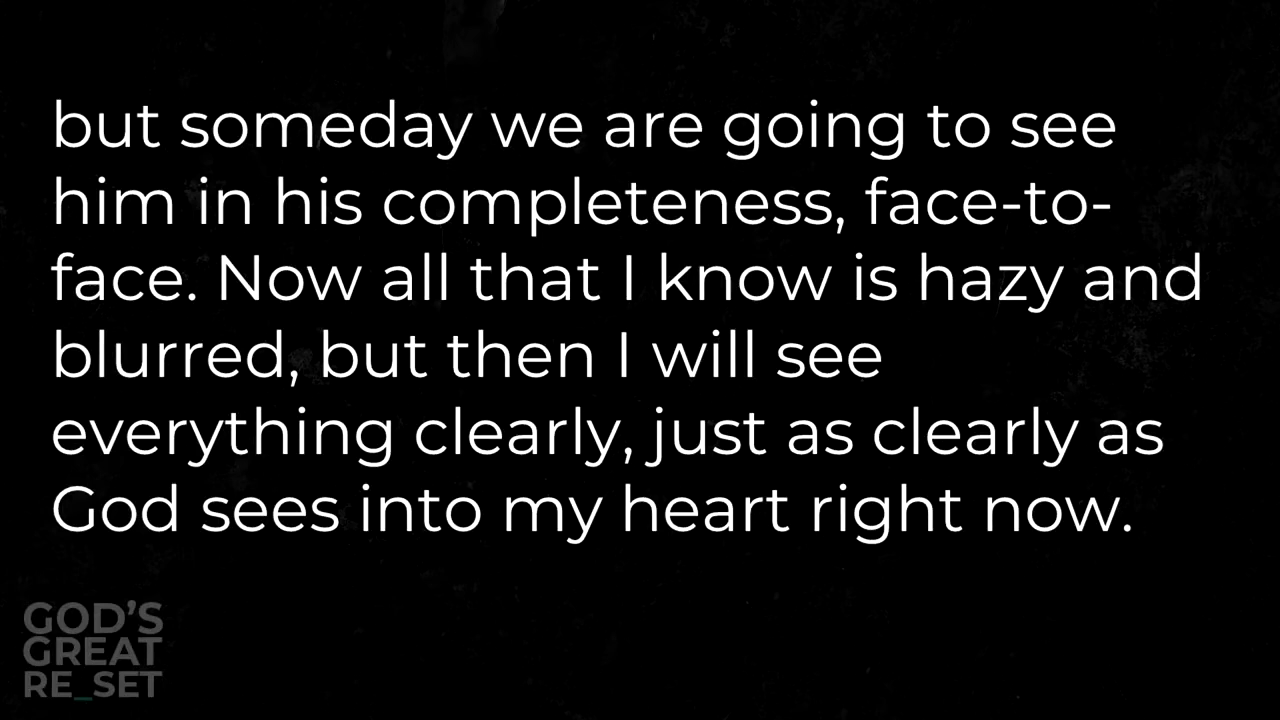 but someday we are going to see
him in his completeness, face-to-
face. Now all that I know is hazy and
blurred, but then I will see
everything clearly, just as clearly as
God sees into my heart right now.
GOD'S
GREAT
RE_SET